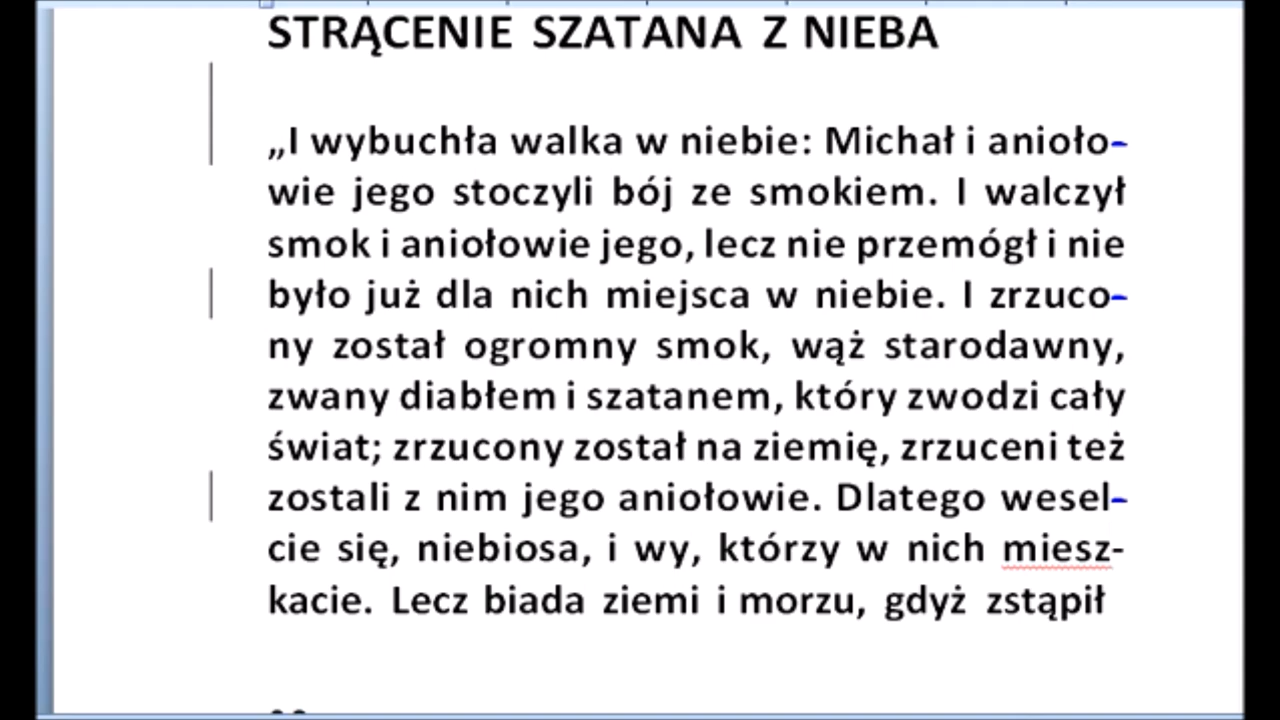 STRĄCENIE SZATANA Z NIEBA
„I wybuchła walka w niebie: Michał i anioło-
wie jego stoczyli bój ze smokiem. I walczył
smok i aniołowie jego, lecz nie przemógł i nie
było już dla nich miejsca w niebie. I zrzuco-
ny został ogromny smok, wąż starodawny,
zwany diabłem i szatanem, który zwodzi cały
świat; zrzucony został na ziemię, zrzuceni też
zostali z nim jego aniołowie. Dlatego wesel-
cie się, niebiosa, i wy, którzy w nich miesz-
kacie. Lecz biada ziemi i morzu, gdyż zstąpił